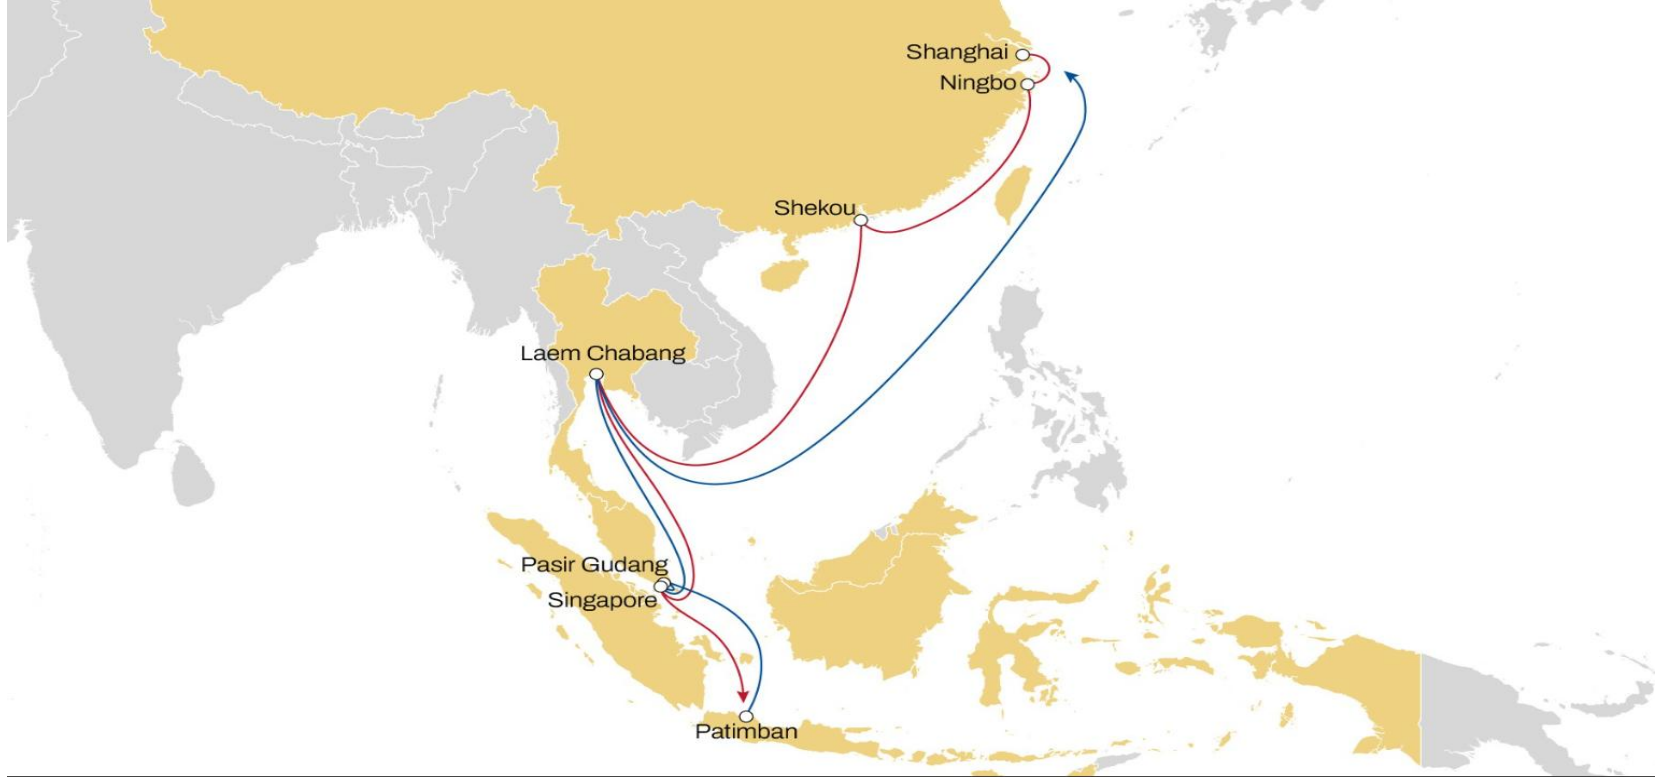 Shanghai
Ningbo
Shekou
Laem Chabang
Pasir Gudang
Singapore
Patimban